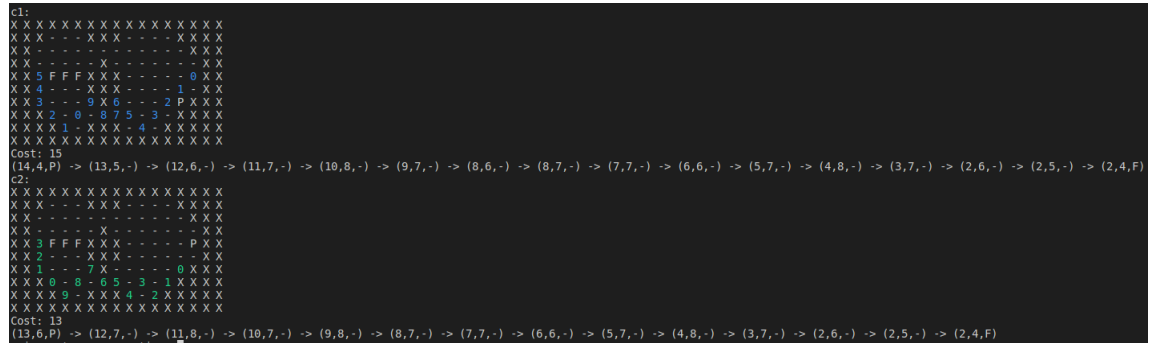 c1:
X X X X X X X X X X X X X X X X X
X X X - - - X X X - - - - X X X X
X X - - - - - - - - - - - - X X X
X X - - - - - X - - - - - - X X X
X X 5 F F F X X X - - - - - 0 X X
X X 4 - - - X X X - - - - 1 - X X
X X 3 - - - 9 X 6 - - - 2 P X X X
X X X 2 - 0 - 8 7 5 - 3 - X X X X
X X X X 1 - X X X - 4 - X X X X X
X X X X X X X X X X X X X X X X X
Cost: 15
(14,4,P) -> (13,5,-) -> (12,6,-) -> (11,7,-) -> (10,8,-) -> (9,7,-) -> (8,6,-) -> (8,7,-) -> (7,7,-) -> (6,6,-) -> (5,7,-) -> (4,8,-) -> (3,7,-) -> (2,6,-) -> (2,5,-) -> (2,4,F)
c2:
X X X X X X X X X X X X X X X X X
X X X - - - X X X - - - - X X X X
X X - - - - - - - - - - - - X X X
X X - - - - - X - - - - - - X X X
X X 3 F F F X X X - - - - - P X X
X X 2 - - - X X X - - - - - - X X
X X 1 - - - 7 X - - - - - 0 X X X
X X X 0 - 8 - 6 5 - 3 - 1 X X X X
X X X X 9 - X X X 4 - 2 X X X X X
X X X X X X X X X X X X X X X X X
Cost: 13
(13,6,P) -> (12,7,-) -> (11,8,-) -> (10,7,-) -> (9,8,-) -> (8,7,-) -> (7,7,-) -> (6,6,-) -> (5,7,-) -> (4,8,-) -> (3,7,-) -> (2,6,-) -> (2,5,-) -> (2,4,F)